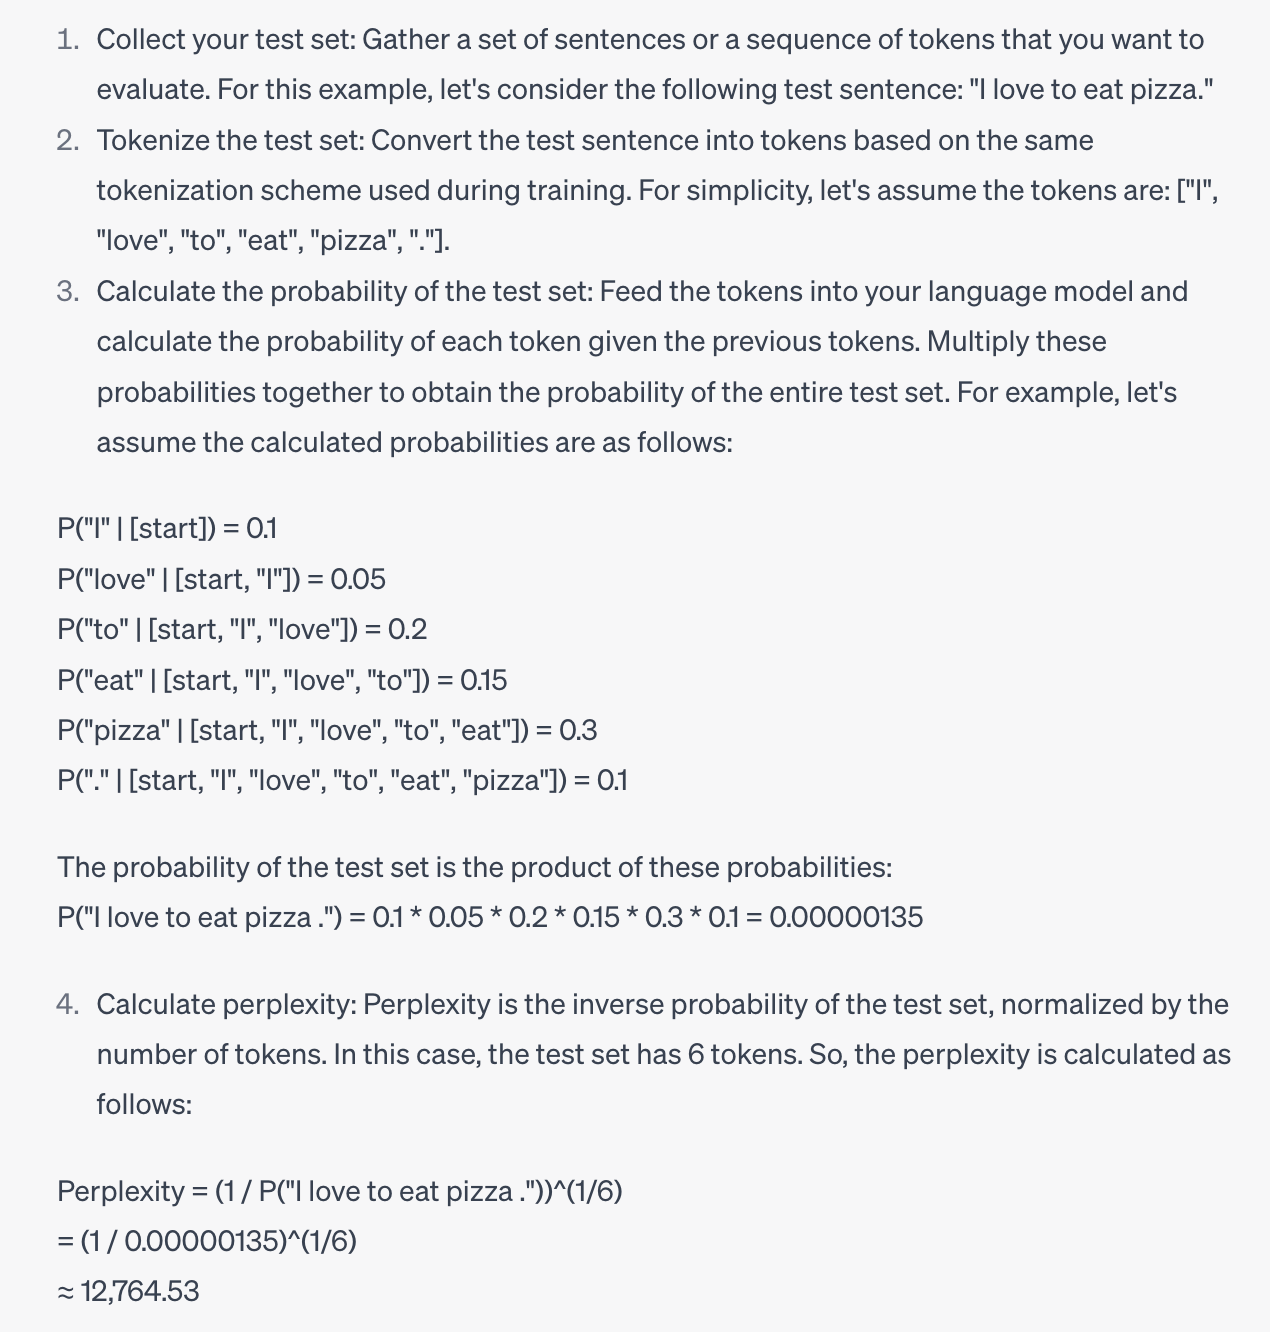 1. Collect your test set: Gather a set of sentences or a sequence of tokens that you want to
evaluate. For this example, let's consider the following test sentence: "I love to eat pizza."
2. Tokenize the test set: Convert the test sentence into tokens based on the same
tokenization scheme used during training. For simplicity, let's assume the tokens are: ["I",
"love", "to", "eat", "pizza", "."].
3. Calculate the probability of the test set: Feed the tokens into your language model and
calculate the probability of each token given the previous tokens. Multiply these
probabilities together to obtain the probability of the entire test set. For example, let's
assume the calculated probabilities are as follows:
P("I" | [start]) = 0.1
P("love" | [start, "I"]) = 0.05
P("to" | [start, "I", "love"]) = 0.2
P("eat" | [start, "I", "love", "to"]) = 0.15
P("pizza" | [start, "I", "love", "to", "eat"]) = 0.3
P("." | [start, "I", "love", "to", "eat", "pizza"]) = 0.1
The probability of the test set is the product of these probabilities:
P("I love to eat pizza .") = 0.1 * 0.05 * 0.2 * 0.15 * 0.3 * 0.1 = 0.00000135
4. Calculate perplexity: Perplexity is the inverse probability of the test set, normalized by the
number of tokens. In this case, the test set has 6 tokens. So, the perplexity is calculated as
follows:
Perplexity = (1 / P("I love to eat pizza ."))^(1/6)
= (1 / 0.00000135)^(1/6)
≈ 12,764.53